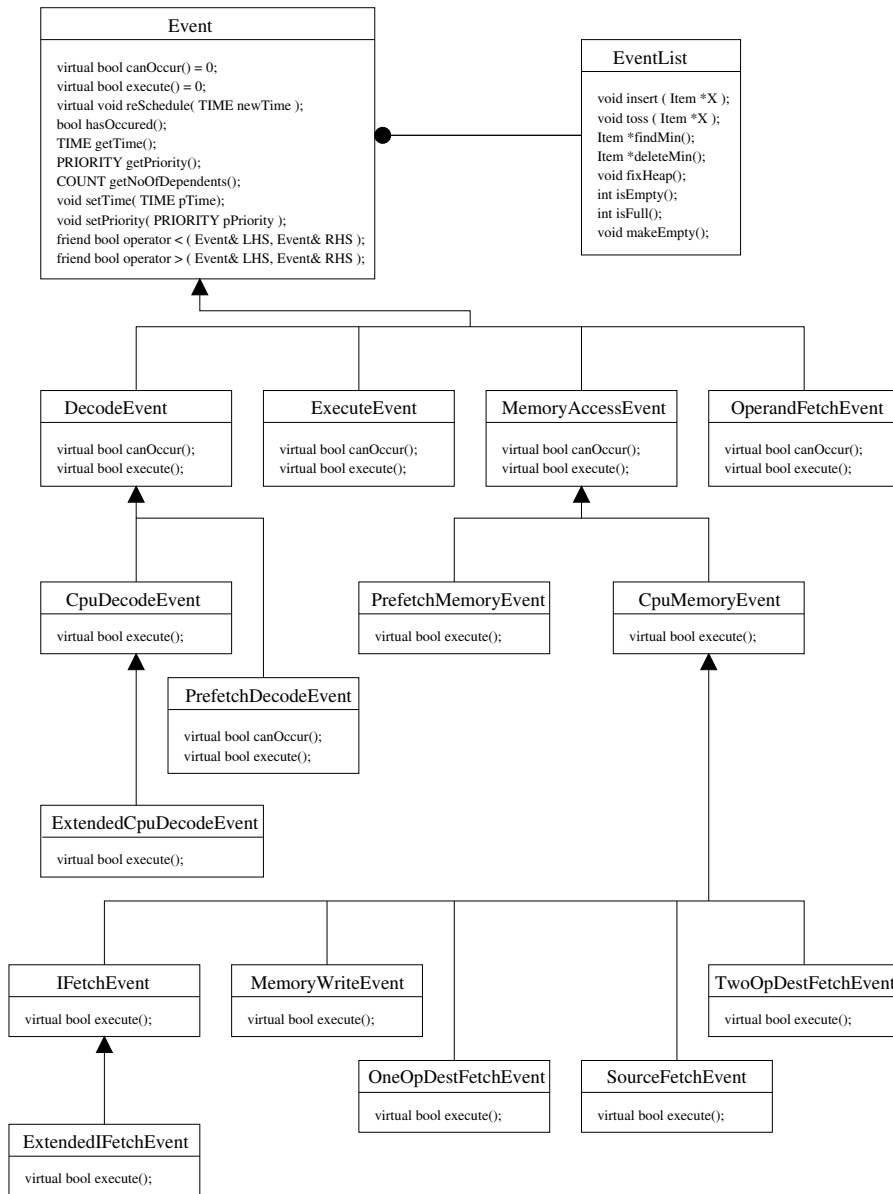 Event
virtual bool canOccur() = 0;
virtual bool execute() = 0;
virtual void reSchedule( TIME newTime );
bool hasOccured();
TIME getTime();
PRIORITY getPriority();
COUNT getNoOfDependents();
void setTime( TIME pTime);
void setPriority( PRIORITY pPriority );
friend bool operator < ( Event& LHS, Event& RHS );
friend bool operator > ( Event& LHS, Event& RHS );
EventList
void insert ( Item *X );
void toss ( Item *X );
Item *findMin();
Item *deleteMin();
void fixHeap();
int isEmpty();
int isFull();
void makeEmpty();
DecodeEvent
virtual bool canOccur();
virtual bool execute();
ExecuteEvent
virtual bool canOccur();
virtual bool execute();
MemoryAccessEvent
virtual bool canOccur();
virtual bool execute();
OperandFetchEvent
virtual bool canOccur();
virtual bool execute();
CpuDecodeEvent
virtual bool execute();
PrefetchMemoryEvent
virtual bool execute();
CpuMemoryEvent
virtual bool execute();
PrefetchDecodeEvent
virtual bool canOccur();
virtual bool execute();
ExtendedCpuDecodeEvent
virtual bool execute();
IFetchEvent
virtual bool execute();
MemoryWriteEvent
virtual bool execute();
TwoOpDestFetchEvent
virtual bool execute();
OneOpDestFetchEvent
virtual bool execute();
SourceFetchEvent
virtual bool execute();
ExtendedIFetchEvent
virtual bool execute();